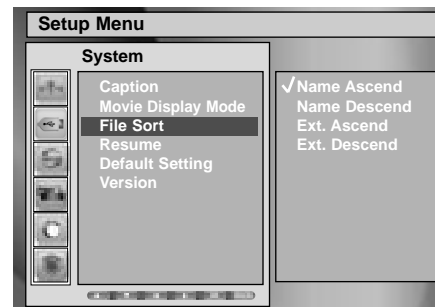 Setup Menu
System
Caption
Movie Display Mode
File Sort
Resume
Default Setting
Version
✓Name Ascend
Name Descend
Ext. Ascend
Ext. Descend